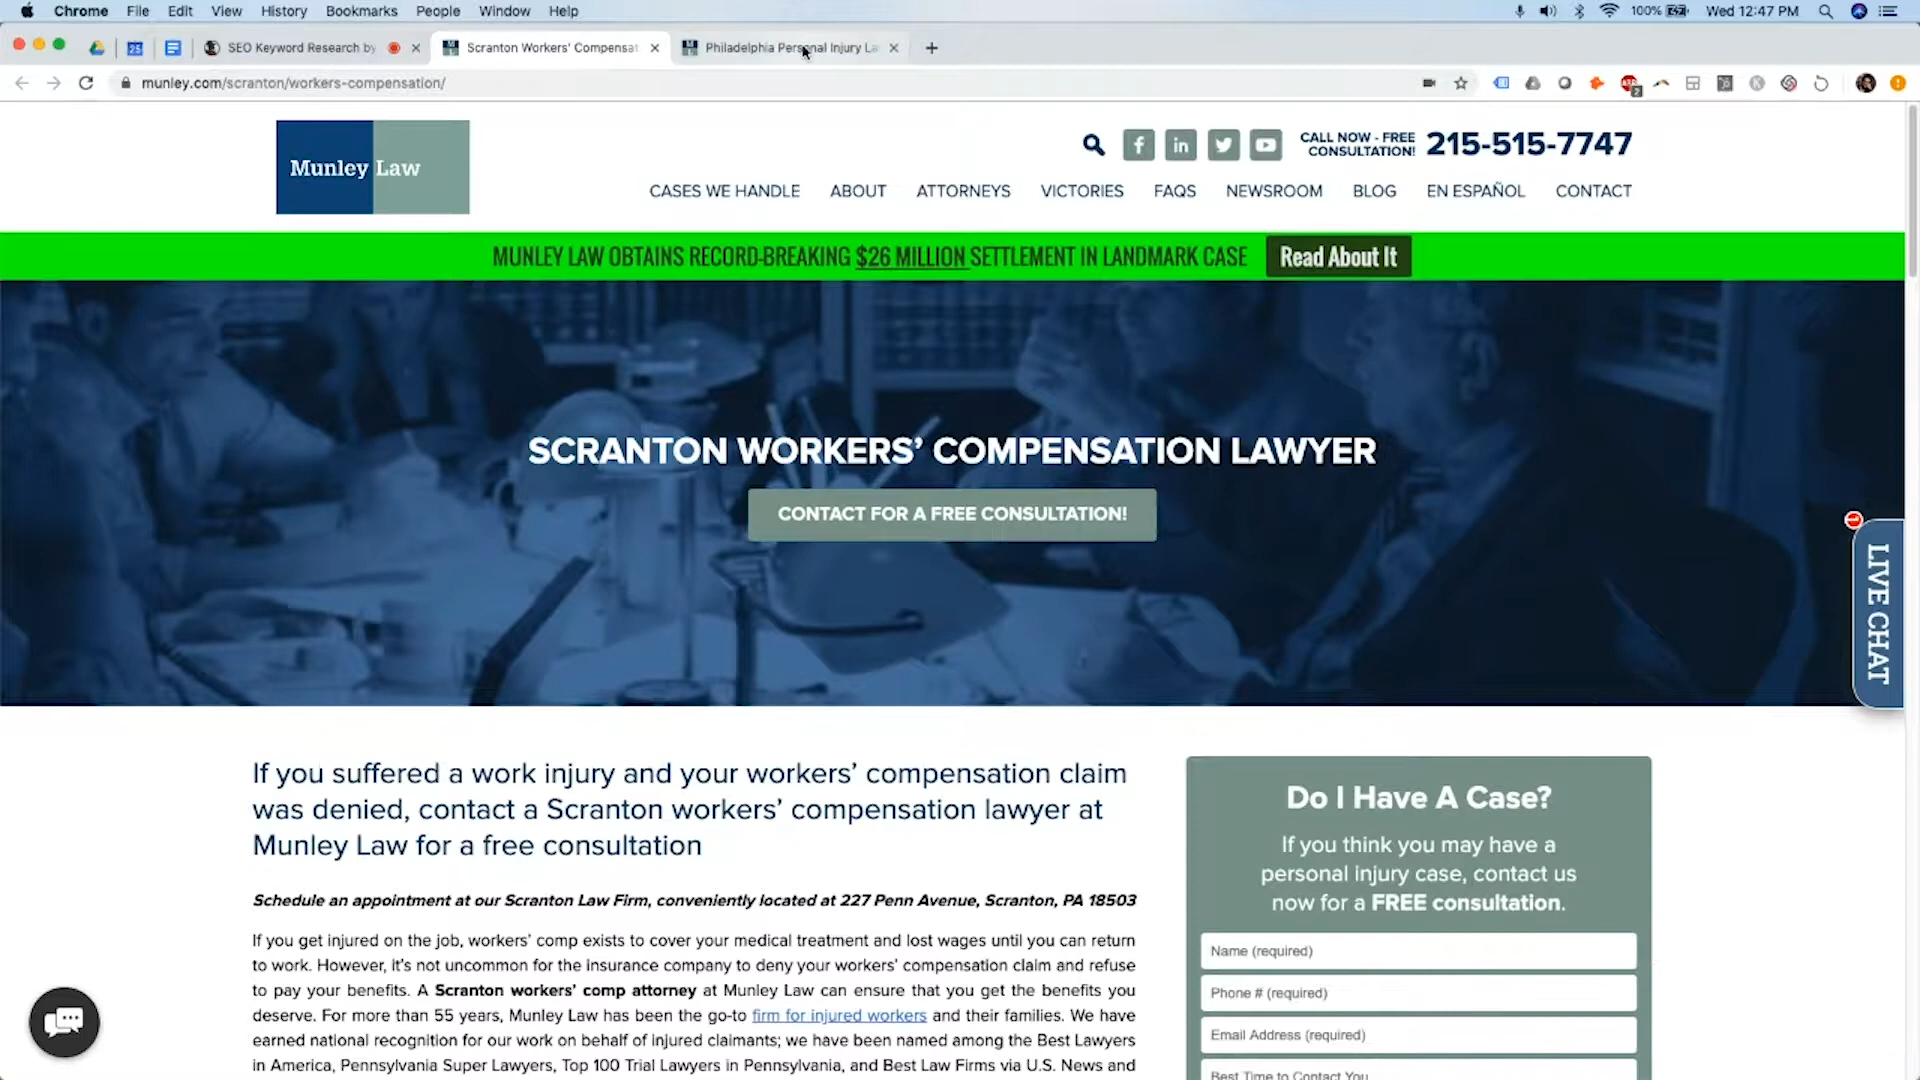 Chrome File Edit View History Bookmarks People Window Help 100% Wed 12:47 PM
SEO Keyword Research by Scranton Workers' Compensat Philadelphia Personal Injury La
munley.com/scranton/workers-compensation/
Munley Law
CALL NOW - FREE
CONSULTATION!
215-515-7747
CASES WE HANDLE ABOUT ATTORNEYS VICTORIES FAQS NEWSROOM BLOG EN ESPAÑOL CONTACT
MUNLEY LAW OBTAINS RECORD-BREAKING $26 MILLION SETTLEMENT IN LANDMARK CASE Read About It
SCRANTON WORKERS’ COMPENSATION LAWYER
CONTACT FOR A FREE CONSULTATION!
LIVE CHAT
If you suffered a work injury and your workers’ compensation claim
was denied, contact a Scranton workers’ compensation lawyer at
Munley Law for a free consultation
Schedule an appointment at our Scranton Law Firm, conveniently located at 227 Penn Avenue, Scranton, PA 18503
If you get injured on the job, workers’ comp exists to cover your medical treatment and lost wages until you can return
to work. However, it’s not uncommon for the insurance company to deny your workers’ compensation claim and refuse
to pay your benefits. A Scranton workers’ comp attorney at Munley Law can ensure that you get the benefits you
deserve. For more than 55 years, Munley Law has been the go-to firm for injured workers and their families. We have
earned national recognition for our work on behalf of injured claimants; we have been named among the Best Lawyers
in America, Pennsylvania Super Lawyers, Top 100 Trial Lawyers in Pennsylvania, and Best Law Firms via U.S. News and
Do I Have A Case?
If you think you may have a
personal injury case, contact us
now for a FREE consultation.
Name (required)
Phone # (required)
Email Address (required)
Best Time to Contact You